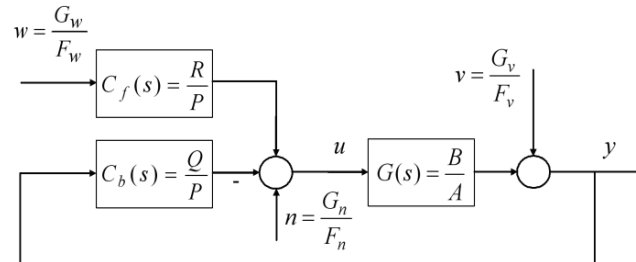 w = G_w / F_w
C_f(s) = R / P
v = G_v / F_v
C_b(s) = Q / P
-
u
G(s) = B / A
y
n = G_n / F_n